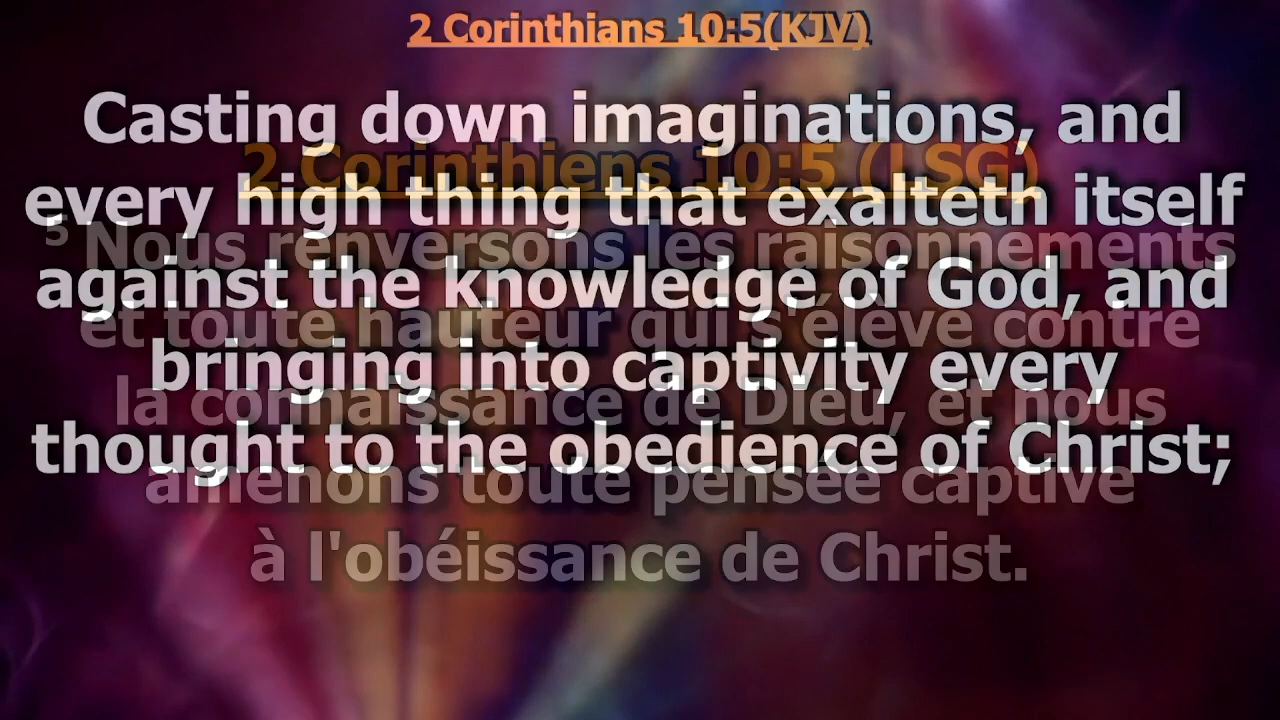 2 Corinthians 10:5(KJV)
Casting down imaginations, and
every high thing that exalteth itself
against the knowledge of God, and
bringing into captivity every
thought to the obedience of Christ;
2 Corinthiens 10:5 (LSG)
5 Nous renversons les raisonnements
et toute hauteur qui s'élève contre
la connaissance de Dieu, et nous
amenons toute pensée captive
à l'obéissance de Christ.